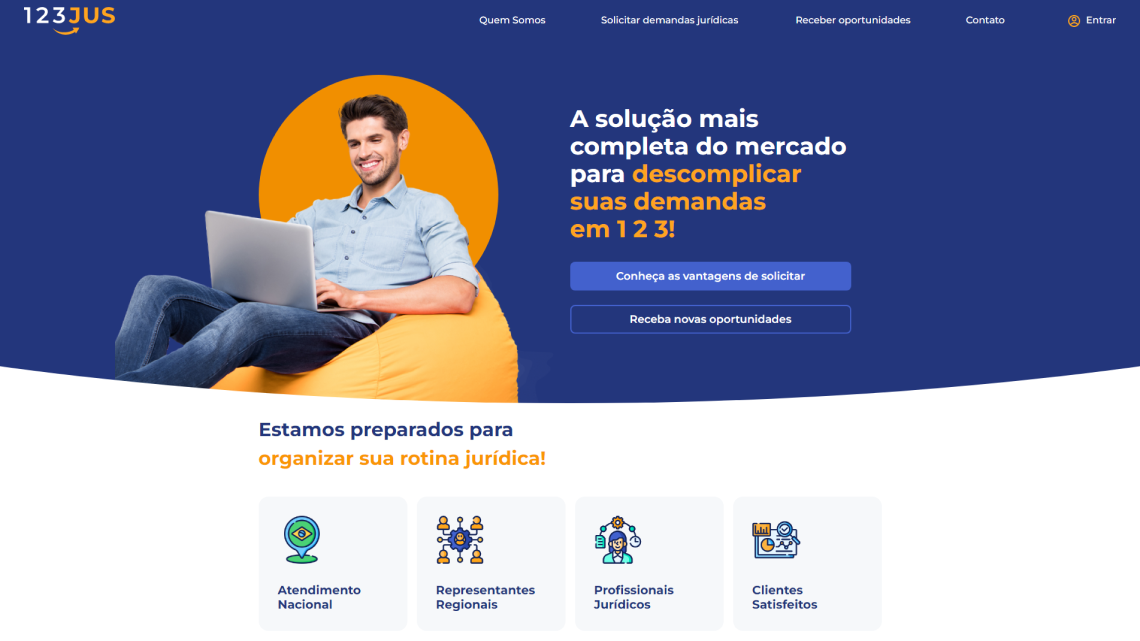 123JUS
Quem Somos
Solicitar demandas jurídicas
Receber oportunidades
Contato
Entrar
A solução mais
completa do mercado
para descomplicar
suas demandas
em 1 2 3!
Conheça as vantagens de solicitar
Receba novas oportunidades
Estamos preparados para
organizar sua rotina jurídica!
Atendimento
Nacional
Representantes
Regionais
Profissionais
Jurídicos
Clientes
Satisfeitos